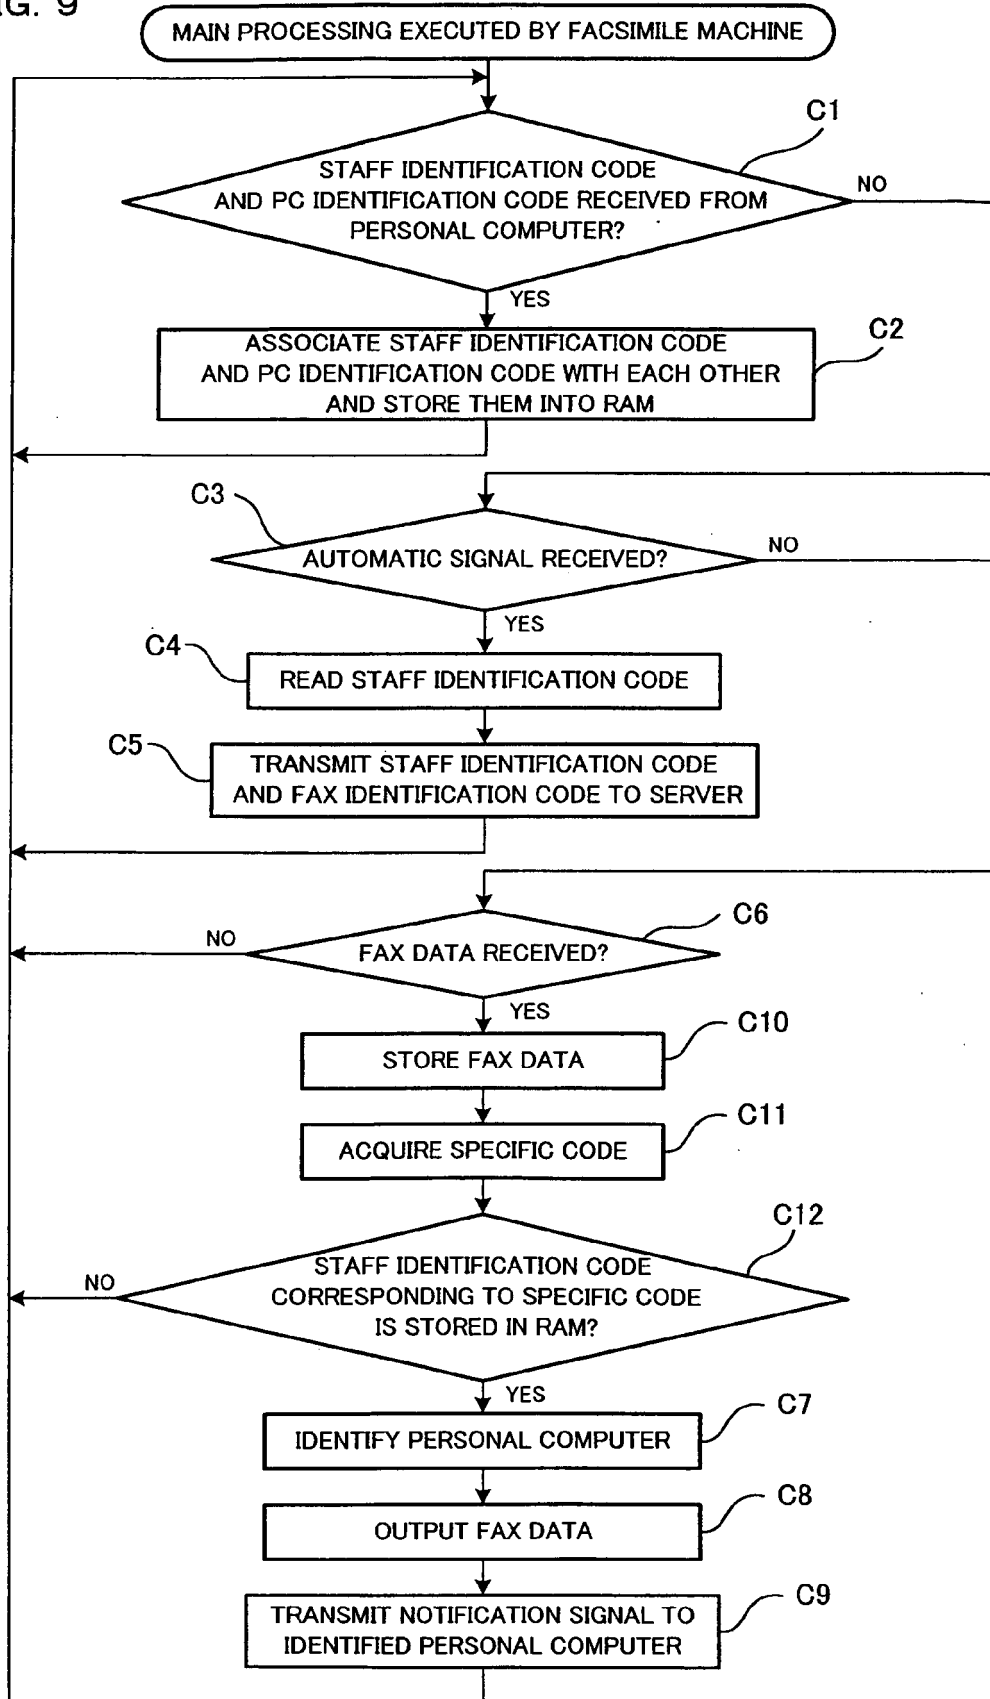 FIG. 9
MAIN PROCESSING EXECUTED BY FACSIMILE MACHINE
C1
STAFF IDENTIFICATION CODE
AND PC IDENTIFICATION CODE RECEIVED FROM
PERSONAL COMPUTER?
NO
YES
C2
ASSOCIATE STAFF IDENTIFICATION CODE
AND PC IDENTIFICATION CODE WITH EACH OTHER
AND STORE THEM INTO RAM
C3
AUTOMATIC SIGNAL RECEIVED?
NO
YES
C4
READ STAFF IDENTIFICATION CODE
C5
TRANSMIT STAFF IDENTIFICATION CODE
AND FAX IDENTIFICATION CODE TO SERVER
C6
NO
FAX DATA RECEIVED?
YES
C10
STORE FAX DATA
C11
ACQUIRE SPECIFIC CODE
C12
STAFF IDENTIFICATION CODE
CORRESPONDING TO SPECIFIC CODE
IS STORED IN RAM?
NO
YES
C7
IDENTIFY PERSONAL COMPUTER
C8
OUTPUT FAX DATA
C9
TRANSMIT NOTIFICATION SIGNAL TO
IDENTIFIED PERSONAL COMPUTER